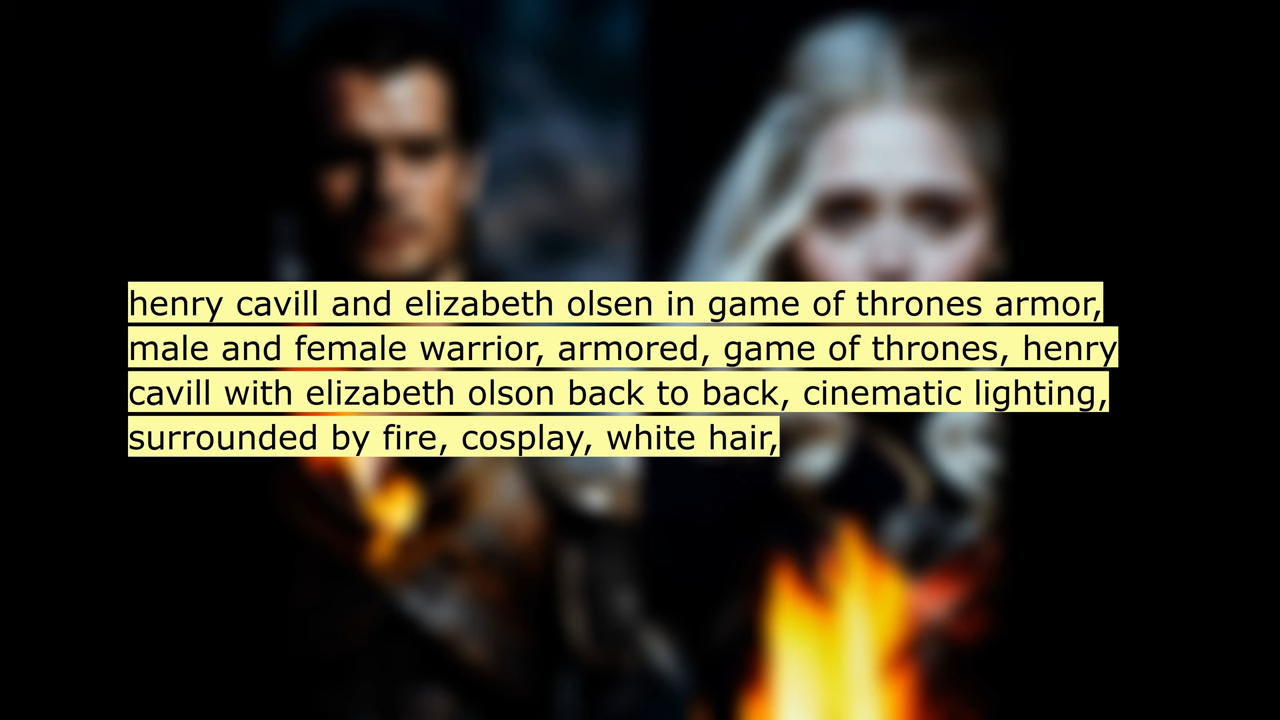 henry cavill and elizabeth olsen in game of thrones armor,
male and female warrior, armored, game of thrones, henry
cavill with elizabeth olson back to back, cinematic lighting,
surrounded by fire, cosplay, white hair,